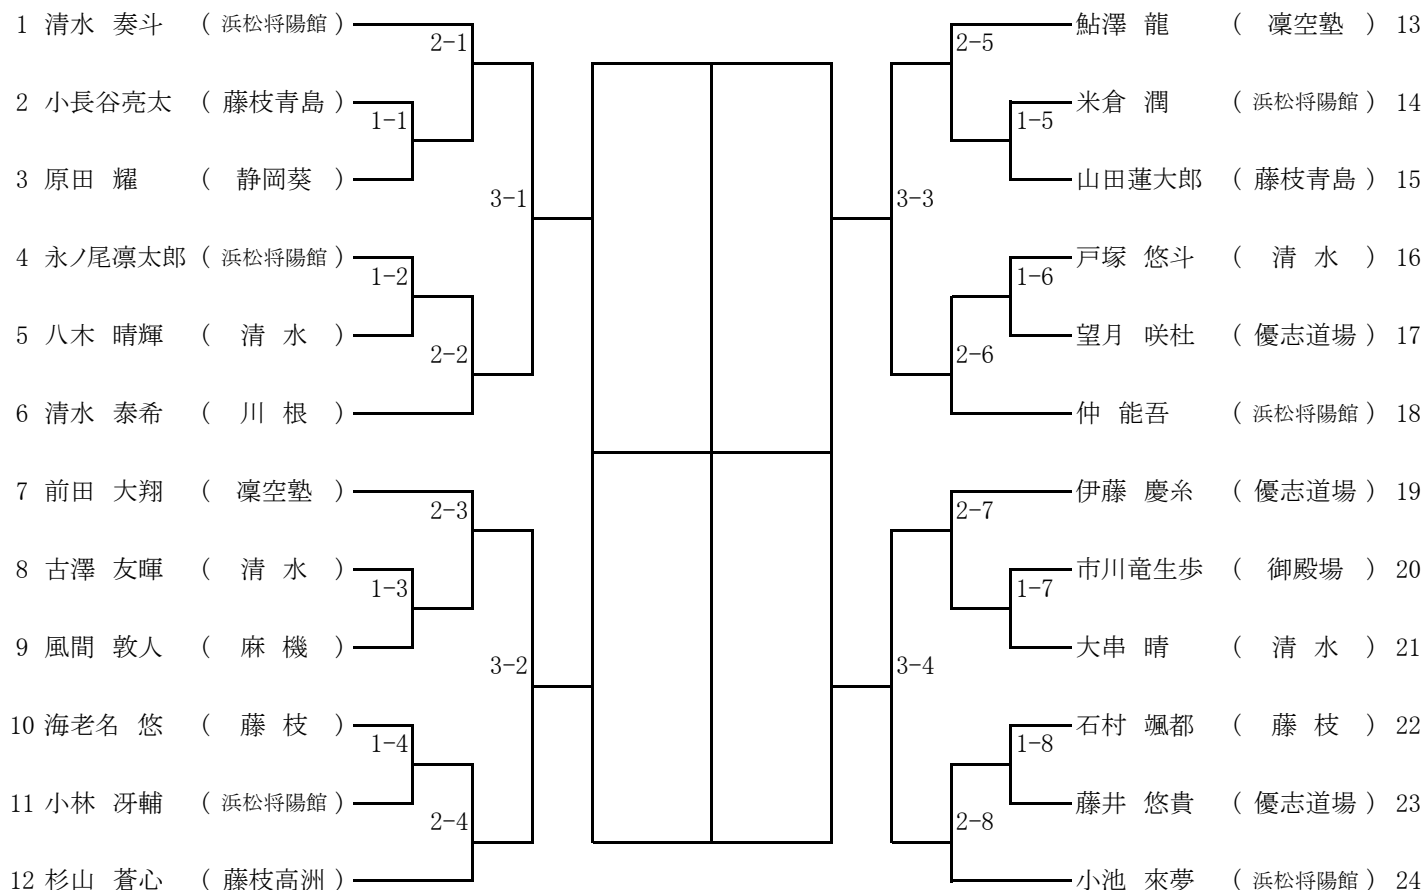 1 清水 奏斗 ( 浜松将陽館 )
2-1
2 小長谷亮太 ( 藤枝青島 )
1-1
3 原田 耀 ( 静岡葵 )
3-1
4 永ノ尾凛太郎 ( 浜松将陽館 )
1-2
5 八木 晴輝 ( 清 水 )
2-2
6 清水 泰希 ( 川 根 )
7 前田 大翔 ( 凜空塾 )
2-3
8 古澤 友暉 ( 清 水 )
1-3
9 風間 敦人 ( 麻 機 )
3-2
10 海老名 悠 ( 藤 枝 )
1-4
11 小林 冴輔 ( 浜松将陽館 )
2-4
12 杉山 蒼心 ( 藤枝高洲 )
鮎澤 龍 ( 凜空塾 ) 13
2-5
米倉 潤 ( 浜松将陽館 ) 14
1-5
山田蓮大郎 ( 藤枝青島 ) 15
3-3
戸塚 悠斗 ( 清 水 ) 16
1-6
望月 咲杜 ( 優志道場 ) 17
2-6
仲 能吾 ( 浜松将陽館 ) 18
伊藤 慶糸 ( 優志道場 ) 19
2-7
市川竜生歩 ( 御殿場 ) 20
1-7
大串 晴 ( 清 水 ) 21
3-4
石村 颯都 ( 藤 枝 ) 22
1-8
藤井 悠貴 ( 優志道場 ) 23
2-8
小池 來夢 ( 浜松将陽館 ) 24